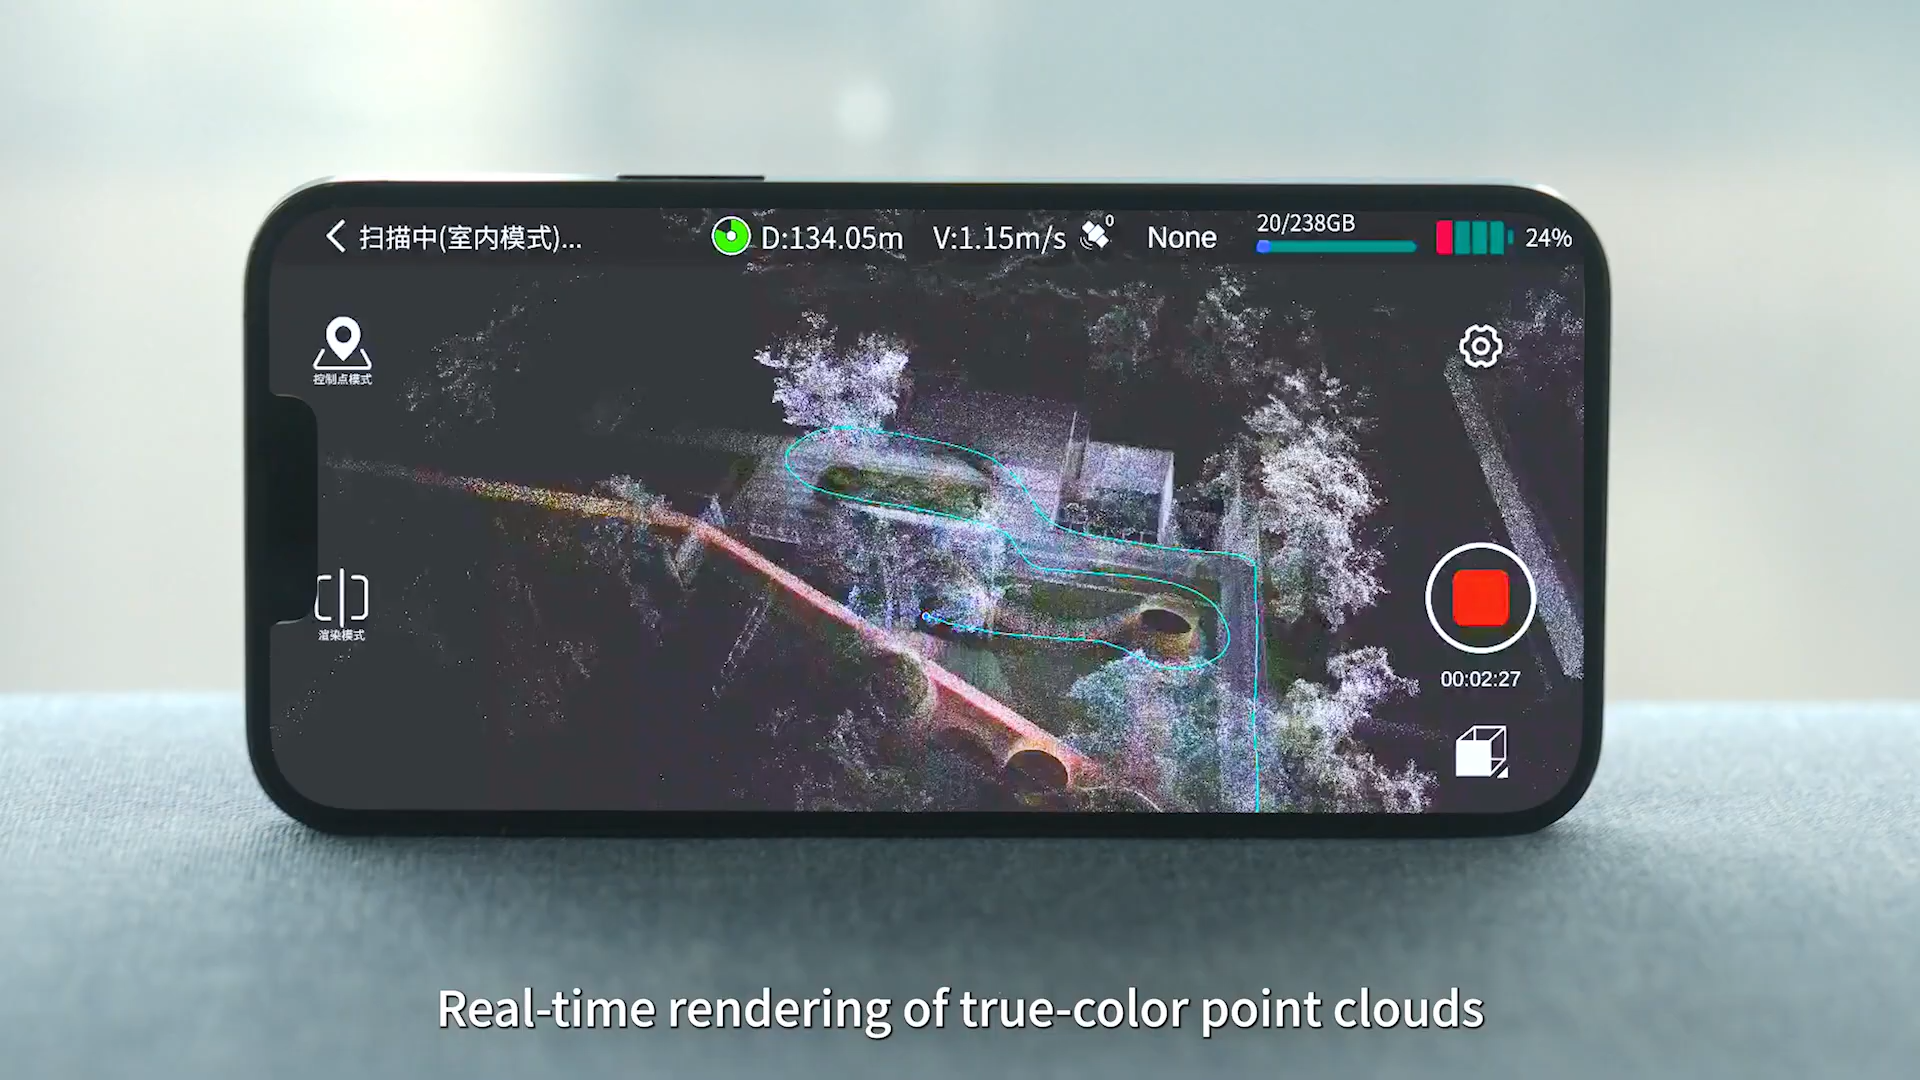 扫描中(室内模式)...
D:134.05m
V:1.15m/s
0
None
20/238GB
24%
控制点模式
渲染模式
00:02:27
Real-time rendering of true-color point clouds